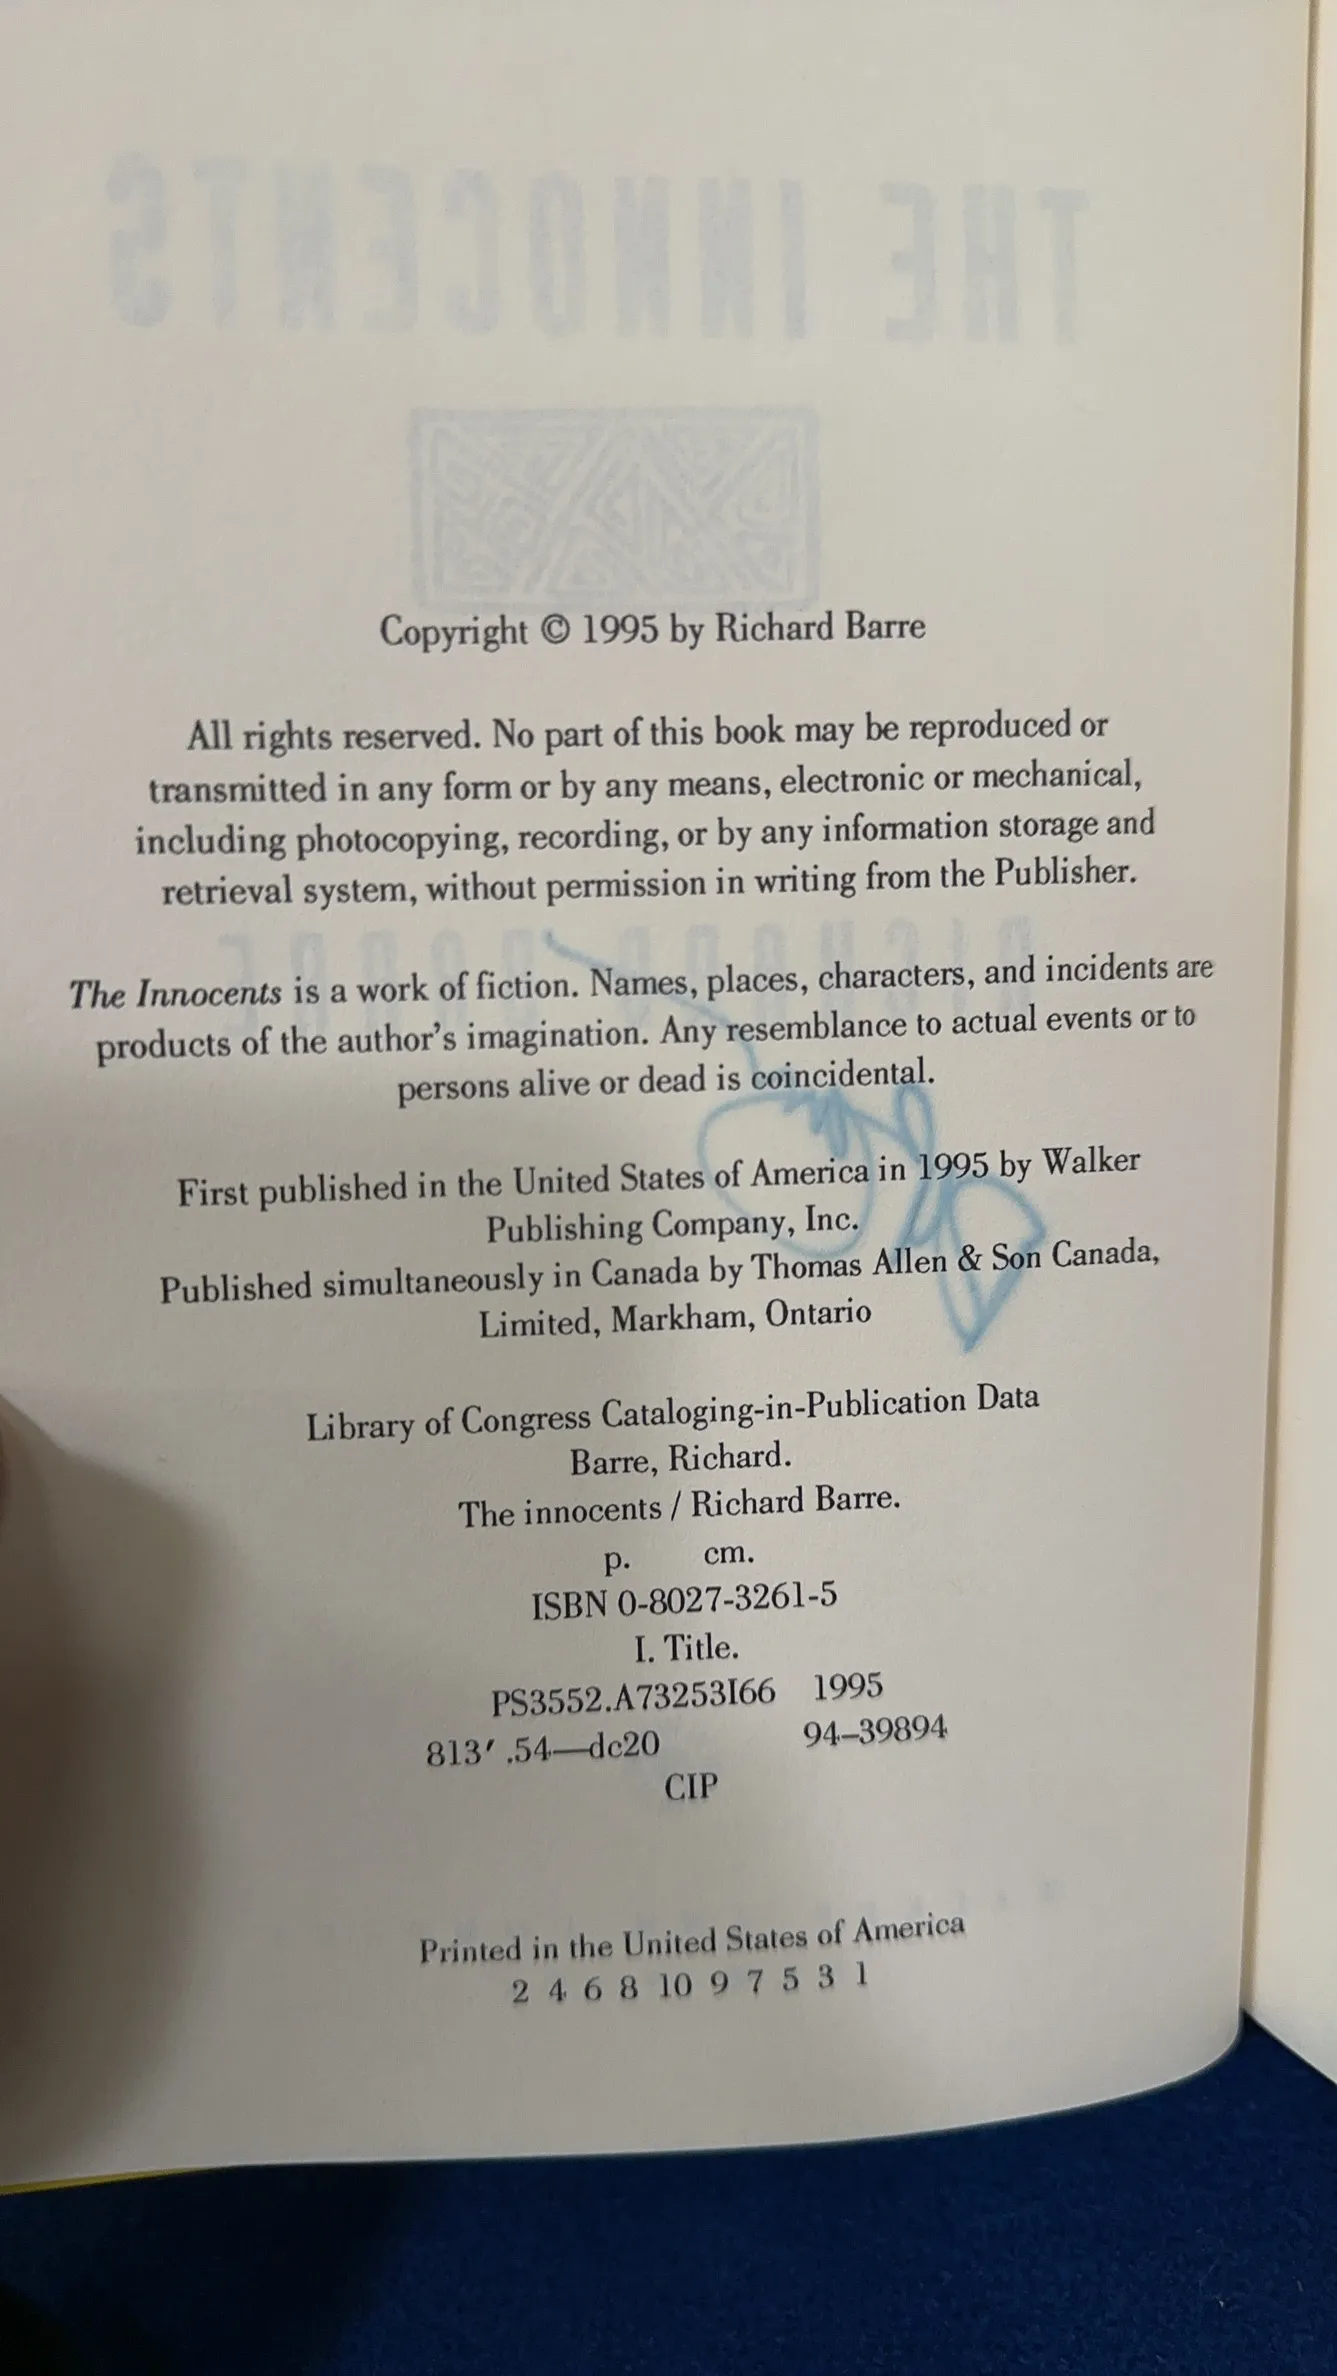 THE INNOCENTS
Copyright © 1995 by Richard Barre
All rights reserved. No part of this book may be reproduced or
transmitted in any form or by any means, electronic or mechanical,
including photocopying, recording, or by any information storage and
retrieval system, without permission in writing from the Publisher.
RICHARD BARRE
The Innocents is a work of fiction. Names, places, characters, and incidents are
products of the author's imagination. Any resemblance to actual events or to
persons alive or dead is coincidental.
First published in the United States of America in 1995 by Walker
Publishing Company, Inc.
Published simultaneously in Canada by Thomas Allen & Son Canada,
Limited, Markham, Ontario
Library of Congress Cataloging-in-Publication Data
Barre, Richard.
The innocents / Richard Barre.
p. cm.
ISBN 0-8027-3261-5
I. Title.
PS3552.A73253I66 1995
813′ .54—dc20 94–39894
CIP
Printed in the United States of America
2 4 6 8 10 9 7 5 3 1